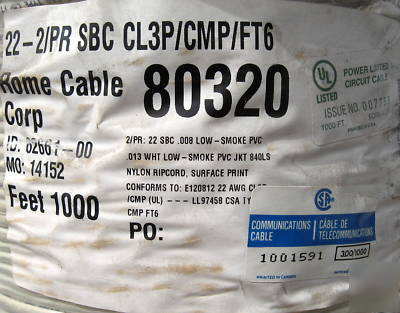 22-2/PR SBC CL3P/CMP/FT6
Rome Cable
Corp
80320
ID: 62667-00
MO: 14152
Feet 1000
2/PR: 22 SBC .008 LOW-SMOKE PVC
.013 WHT LOW-SMOKE PVC JKT 840LS
NYLON RIPCORD, SURFACE PRINT
CONFORMS TO: E120812 22 AWG CL3P
/CMP (UL) --- LL97458 CSA TY
CMP FT6
PO:
UL
LISTED
POWER LIMITED
CIRCUIT CABLE
ISSUE NO.
1000 FT.
COMMUNICATIONS
CABLE
CÂBLE DE
TÉLÉCOMMUNICATIONS
1001591
300/1000